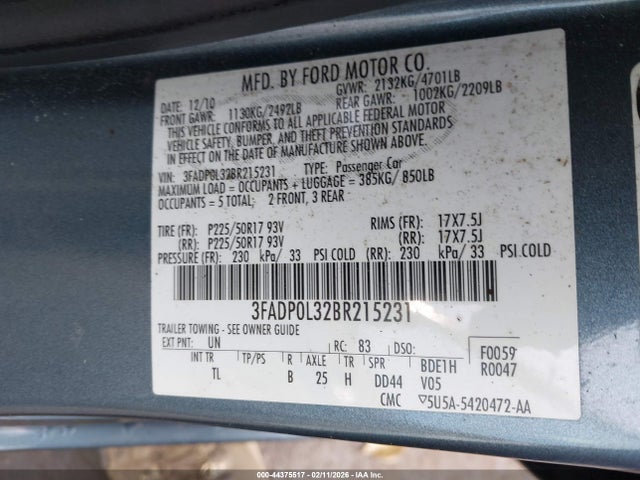 MFD. BY FORD MOTOR CO.
DATE: 12/10 GVWR: 2132KG/4701LB
FRONT GAWR: 1130KG/2492LB REAR GAWR: 1002KG/2209LB
THIS VEHICLE CONFORMS TO ALL APPLICABLE FEDERAL MOTOR
VEHICLE SAFETY, BUMPER, AND THEFT PREVENTION STANDARDS
IN EFFECT ON THE DATE OF MANUFACTURE SHOWN ABOVE.
VIN: 3FADP0L32BR215231 TYPE: Passenger Car
MAXIMUM LOAD = OCCUPANTS + LUGGAGE = 385KG/ 850LB
OCCUPANTS = 5 TOTAL: 2 FRONT, 3 REAR
TIRE (FR): P225/50R17 93V RIMS (FR): 17X7.5J
(RR): P225/50R17 93V (RR): 17X7.5J
PRESSURE (FR): 230 kPa/ 33 PSI COLD (RR): 230 kPa/ 33 PSI COLD
3FADP0L32BR215231
TRAILER TOWING - SEE OWNER GUIDE
EXT PNT: UN RC: 83 DSO: F0059
INT TR TP/PS R AXLE TR SPR BDE1H R0047
TL B 25 H DD44 V05
CMC 5U5A-5420472-AA
000-44375517 - 02/11/2026 - IAAI.COM